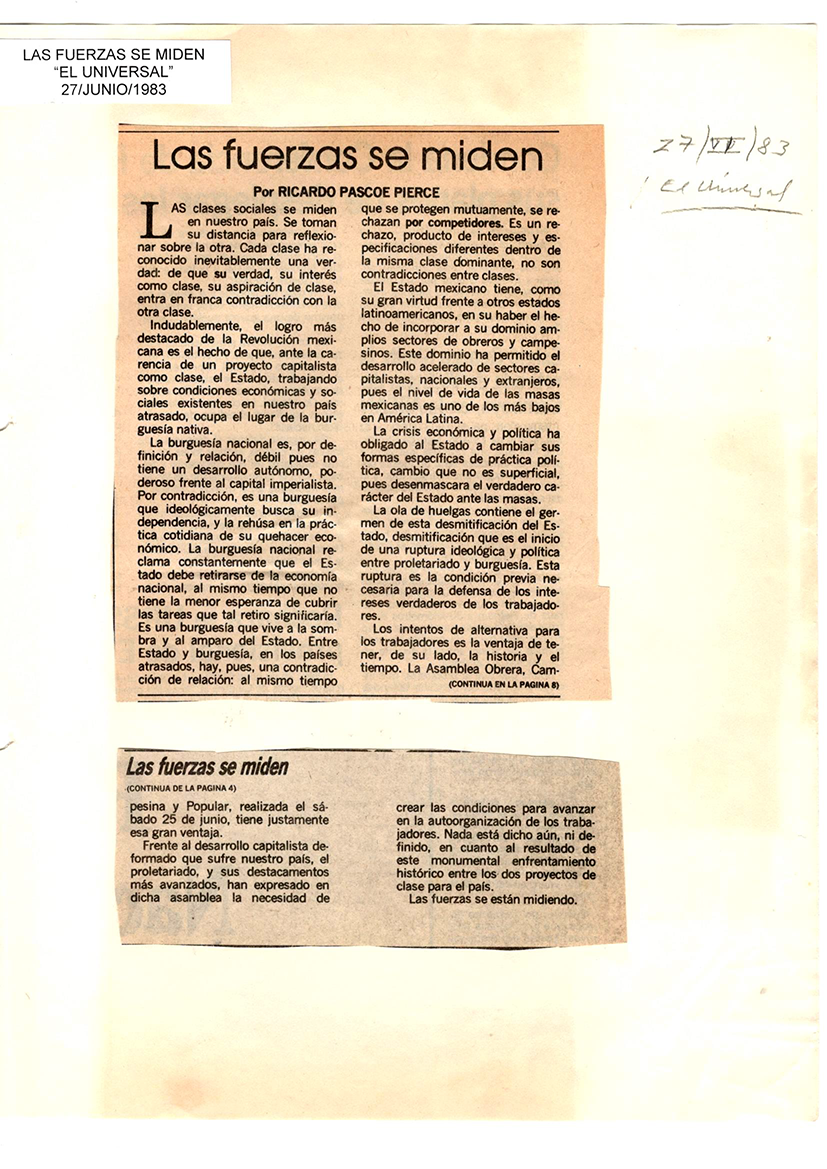 LAS FUERZAS SE MIDEN
“EL UNIVERSAL”
27/JUNIO/1983
27/VI/83
El Universal
Las fuerzas se miden
Por RICARDO PASCOE PIERCE
LAS clases sociales se miden
en nuestro país. Se toman
su distancia para reflexio-
nar sobre la otra. Cada clase ha re-
conocido inevitablemente una ver-
dad: de que su verdad, su interés
como clase, su aspiración de clase,
entra en franca contradicción con la
otra clase.
Indudablemente, el logro más
destacado de la Revolución mexi-
cana es el hecho de que, ante la ca-
rencia de un proyecto capitalista
como clase, el Estado, trabajando
sobre condiciones económicas y so-
ciales existentes en nuestro país
atrasado, ocupa el lugar de la bur-
guesía nativa.
La burguesía nacional es, por de-
finición y relación, débil pues no
tiene un desarrollo autónomo, po-
deroso frente al capital imperialista.
Por contradicción, es una burguesía
que ideológicamente busca su in-
dependencia, y la rehúsa en la prác-
tica cotidiana de su quehacer eco-
nómico. La burguesía nacional re-
clama constantemente que el Es-
tado debe retirarse de la economía
nacional, al mismo tiempo que no
tiene la menor esperanza de cubrir
las tareas que tal retiro significaría.
Es una burguesía que vive a la som-
bra y al amparo del Estado. Entre
Estado y burguesía, en los países
atrasados, hay, pues, una contradic-
ción de relación: al mismo tiempo
que se protegen mutuamente, se re-
chazan por competidores. Es un re-
chazo, producto de intereses y es-
pecificaciones diferentes dentro de
la misma clase dominante, no son
contradicciones entre clases.
El Estado mexicano tiene, como
su gran virtud frente a otros estados
latinoamericanos, en su haber el he-
cho de incorporar a su dominio am-
plios sectores de obreros y campe-
sinos. Este dominio ha permitido el
desarrollo acelerado de sectores ca-
pitalistas, nacionales y extranjeros,
pues el nivel de vida de las masas
mexicanas es uno de los más bajos
en América Latina.
La crisis económica y política ha
obligado al Estado a cambiar sus
formas específicas de práctica polí-
tica, cambio que no es superficial,
pues desenmascara el verdadero ca-
rácter del Estado ante las masas.
La ola de huelgas contiene el ger-
men de esta desmitificación del Es-
tado, desmitificación que es el inicio
de una ruptura ideológica y política
entre proletariado y burguesía. Esta
ruptura es la condición previa ne-
cesaria para la defensa de los inte-
reses verdaderos de los trabajado-
res.
Los intentos de alternativa para
los trabajadores es la ventaja de te-
ner, de su lado, la historia y el
tiempo. La Asamblea Obrera, Cam-
(CONTINUA EN LA PAGINA 8)
Las fuerzas se miden
(CONTINUA DE LA PAGINA 4)
pesina y Popular, realizada el sá-
bado 25 de junio, tiene justamente
esa gran ventaja.
Frente al desarrollo capitalista de-
formado que sufre nuestro país, el
proletariado, y sus destacamentos
más avanzados, han expresado en
dicha asamblea la necesidad de
crear las condiciones para avanzar
en la autoorganización de los traba-
jadores. Nada está dicho aún, ni de-
finido, en cuanto al resultado de
este monumental enfrentamiento
histórico entre los dos proyectos de
clase para el país.
Las fuerzas se están midiendo.